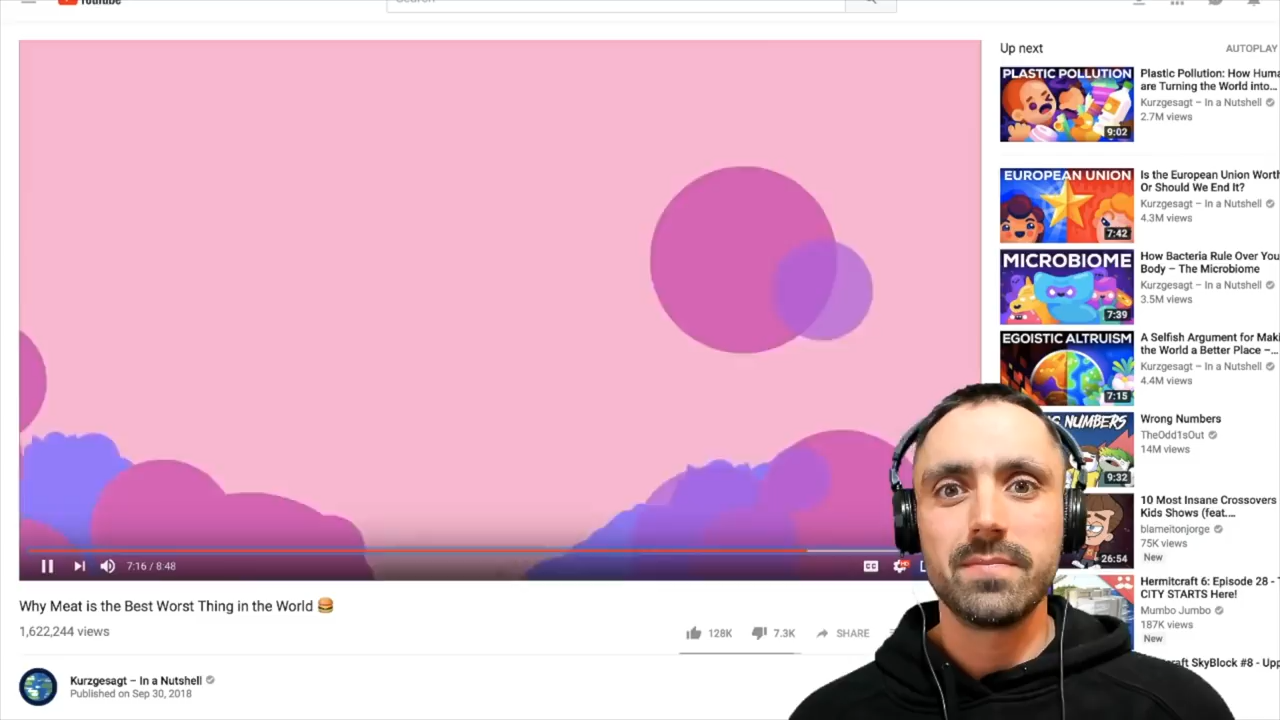 YouTube
Search
Up next
AUTOPLAY
PLASTIC POLLUTION
9:02
Plastic Pollution: How Huma
are Turning the World into...
Kurzgesagt – In a Nutshell
2.7M views
EUROPEAN UNION
7:42
Is the European Union Worth
Or Should We End It?
Kurzgesagt – In a Nutshell
4.3M views
MICROBIOME
7:39
How Bacteria Rule Over You
Body – The Microbiome
Kurzgesagt – In a Nutshell
3.5M views
EGOISTIC ALTRUISM
7:15
A Selfish Argument for Maki
the World a Better Place –...
Kurzgesagt – In a Nutshell
4.4M views
NUMBERS
9:32
Wrong Numbers
TheOdd1sOut
14M views
26:54
10 Most Insane Crossovers
Kids Shows (feat....
blameitonjorge
75K views
New
Hermitcraft 6: Episode 28 -
CITY STARTS Here!
Mumbo Jumbo
187K views
New
craft SkyBlock #8 - Upp
7:16 / 8:48
CC
Why Meat is the Best Worst Thing in the World 🍔
1,622,244 views
128K
7.3K
SHARE
Kurzgesagt – In a Nutshell
Published on Sep 30, 2018